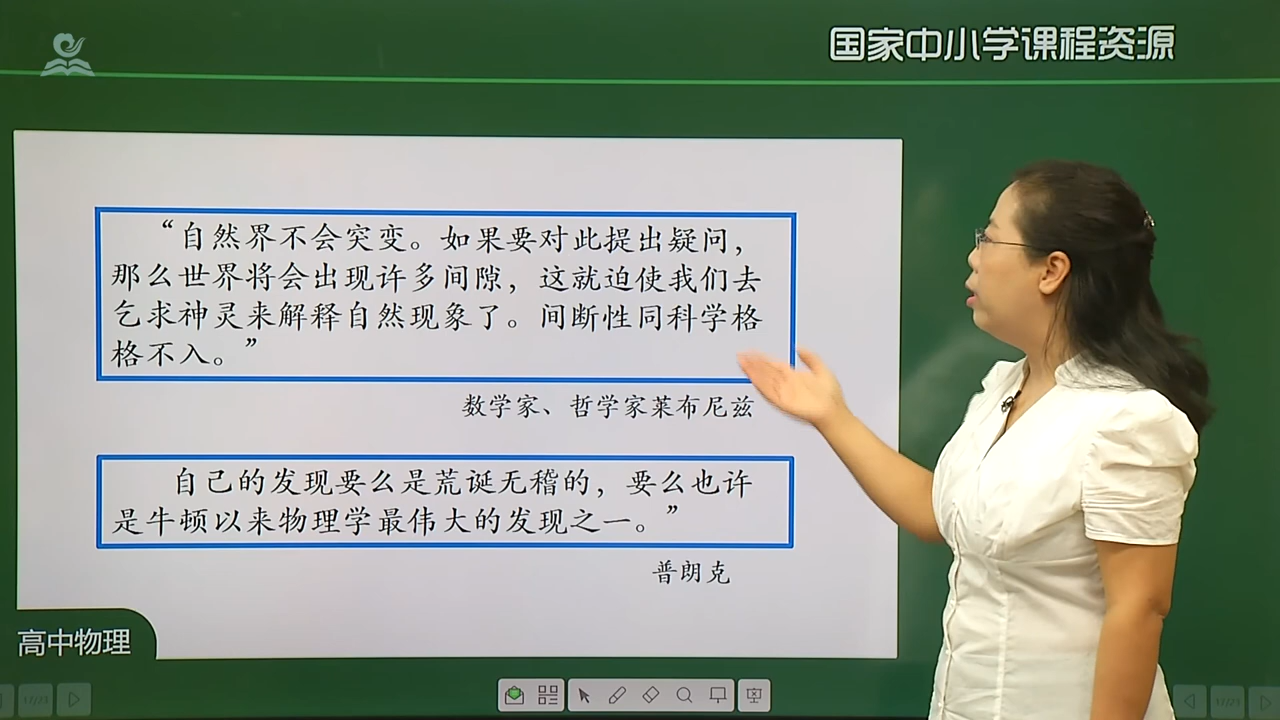 国家中小学课程资源
“自然界不会突变。如果要对此提出疑问，
那么世界将会出现许多间隙，这就迫使我们去
乞求神灵来解释自然现象了。间断性同科学格
格不入。”
数学家、哲学家莱布尼兹
自己的发现要么是荒诞无稽的，要么也许
是牛顿以来物理学最伟大的发现之一。”
普朗克
高中物理